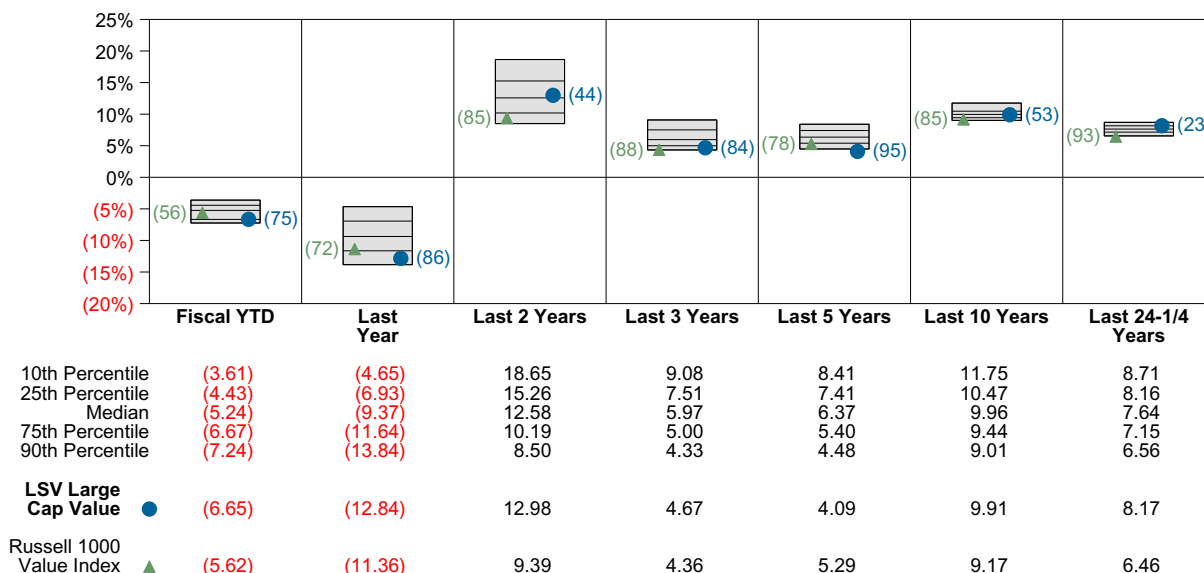 25%
20%
15%
10%
5%
0%
(5%)
(10%)
(15%)
(20%)
(56)
(75)
(72)
(86)
(85)
(44)
(88)
(84)
(78)
(95)
(85)
(53)
(93)
(23
Fiscal YTD Last Year Last 2 Years Last 3 Years Last 5 Years Last 10 Years Last 24-1/4 Years
10th Percentile (3.61) (4.65) 18.65 9.08 8.41 11.75 8.71
25th Percentile (4.43) (6.93) 15.26 7.51 7.41 10.47 8.16
Median (5.24) (9.37) 12.58 5.97 6.37 9.96 7.64
75th Percentile (6.67) (11.64) 10.19 5.00 5.40 9.44 7.15
90th Percentile (7.24) (13.84) 8.50 4.33 4.48 9.01 6.56
LSV Large
Cap Value (6.65) (12.84) 12.98 4.67 4.09 9.91 8.17
Russell 1000
Value Index (5.62) (11.36) 9.39 4.36 5.29 9.17 6.46